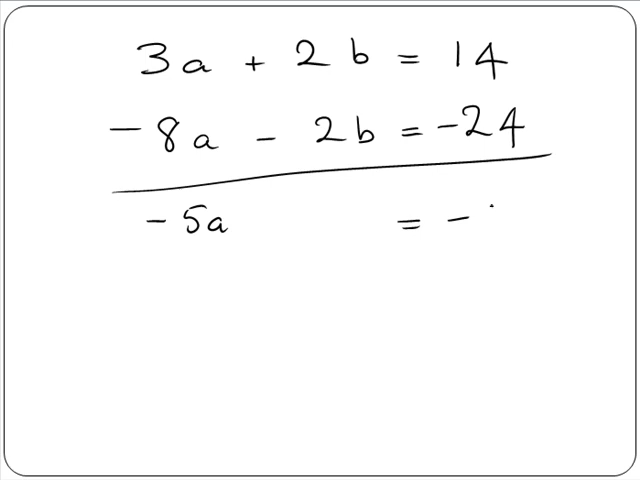 3a + 2b = 14
-8a - 2b = -24
-5a = -